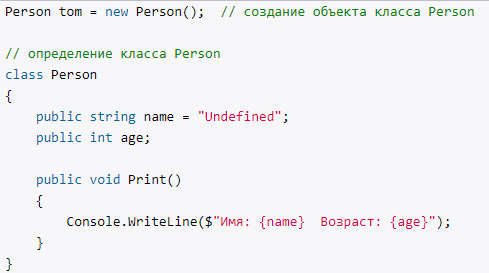 Person tom = new Person();  // создание объекта класса Person
// определение класса Person
class Person
{
    public string name = "Undefined";
    public int age;
    public void Print()
    {
        Console.WriteLine($"Имя: {name}  Возраст: {age}");
    }
}